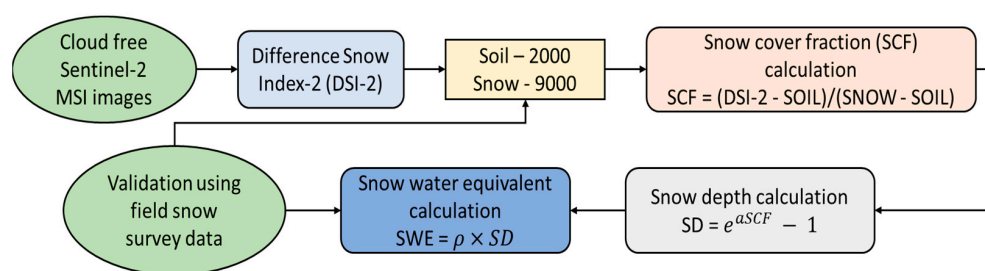 Cloud free
Sentinel-2
MSI images
Difference Snow
Index-2 (DSI-2)
Soil – 2000
Snow - 9000
Snow cover fraction (SCF)
calculation
SCF = (DSI-2 - SOIL)/(SNOW - SOIL)
Validation using
field snow
survey data
Snow water equivalent
calculation
SWE = ρ × SD
Snow depth calculation
SD = e^{aSCF} − 1